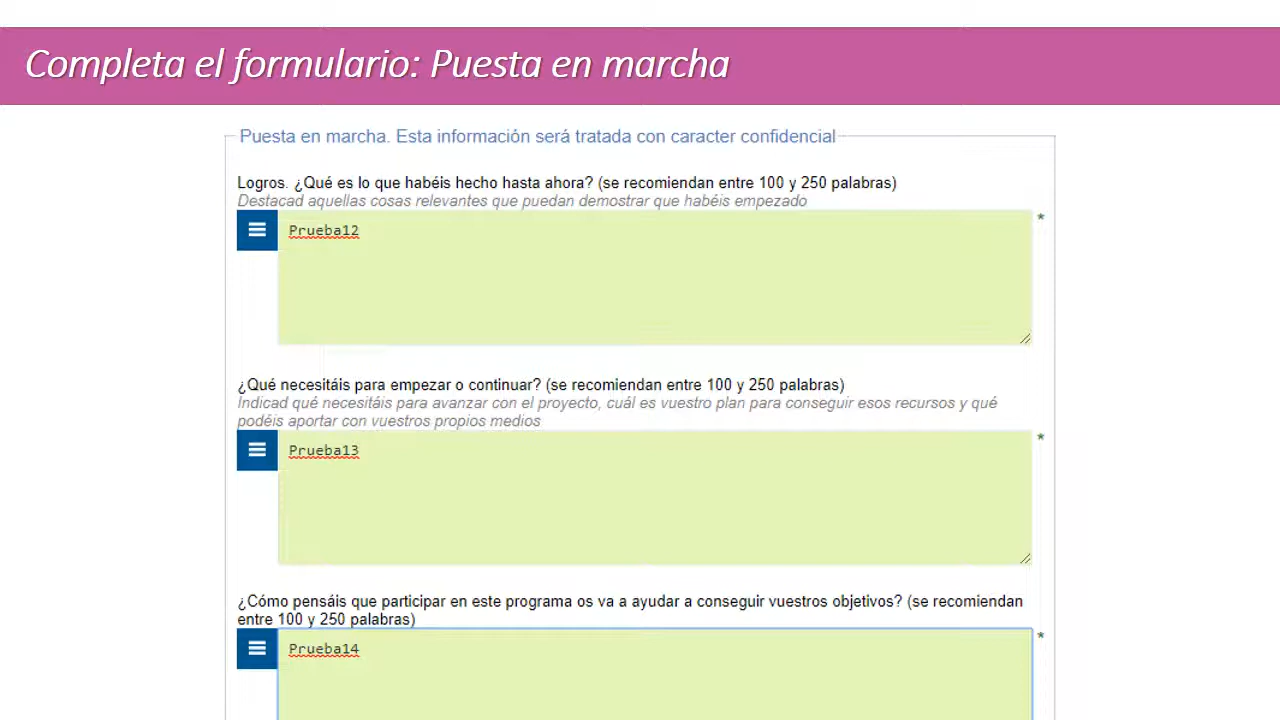 Completa el formulario: Puesta en marcha
Puesta en marcha. Esta información será tratada con caracter confidencial
Logros. ¿Qué es lo que habéis hecho hasta ahora? (se recomiendan entre 100 y 250 palabras)
Destacad aquellas cosas relevantes que puedan demostrar que habéis empezado
Prueba12
*
¿Qué necesitáis para empezar o continuar? (se recomiendan entre 100 y 250 palabras)
Indicad qué necesitáis para avanzar con el proyecto, cuál es vuestro plan para conseguir esos recursos y qué
podéis aportar con vuestros propios medios
Prueba13
*
¿Cómo pensáis que participar en este programa os va a ayudar a conseguir vuestros objetivos? (se recomiendan
entre 100 y 250 palabras)
Prueba14
*